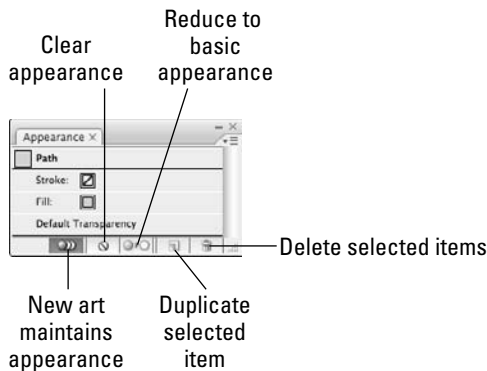 Reduce to
basic
appearance
Clear
appearance
Appearance ×
Path
Stroke:
Fill:
Default Transparency
Delete selected items
New art
maintains
appearance
Duplicate
selected
item